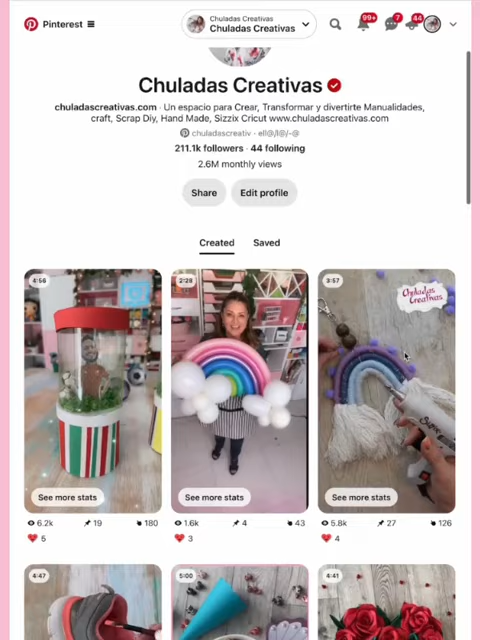 Pinterest
Chuladas Creativas
Chuladas Creativas
99+
7
44
Chuladas Creativas
chuladascreativas.com · Un espacio para Crear, Transformar y divertirte Manualidades,
craft, Scrap Diy, Hand Made, Sizzix Cricut www.chuladascreativas.com
chuladascreativ · ell@/l@/-@
211.1k followers · 44 following
2.6M monthly views
Share
Edit profile
Created
Saved
4:56
2:28
3:57
Chuladas
Creativas
See more stats
See more stats
See more stats
6.2k 19 180
1.6k 4 43
5.8k 27 126
5
3
4
4:47
5:00
4:41